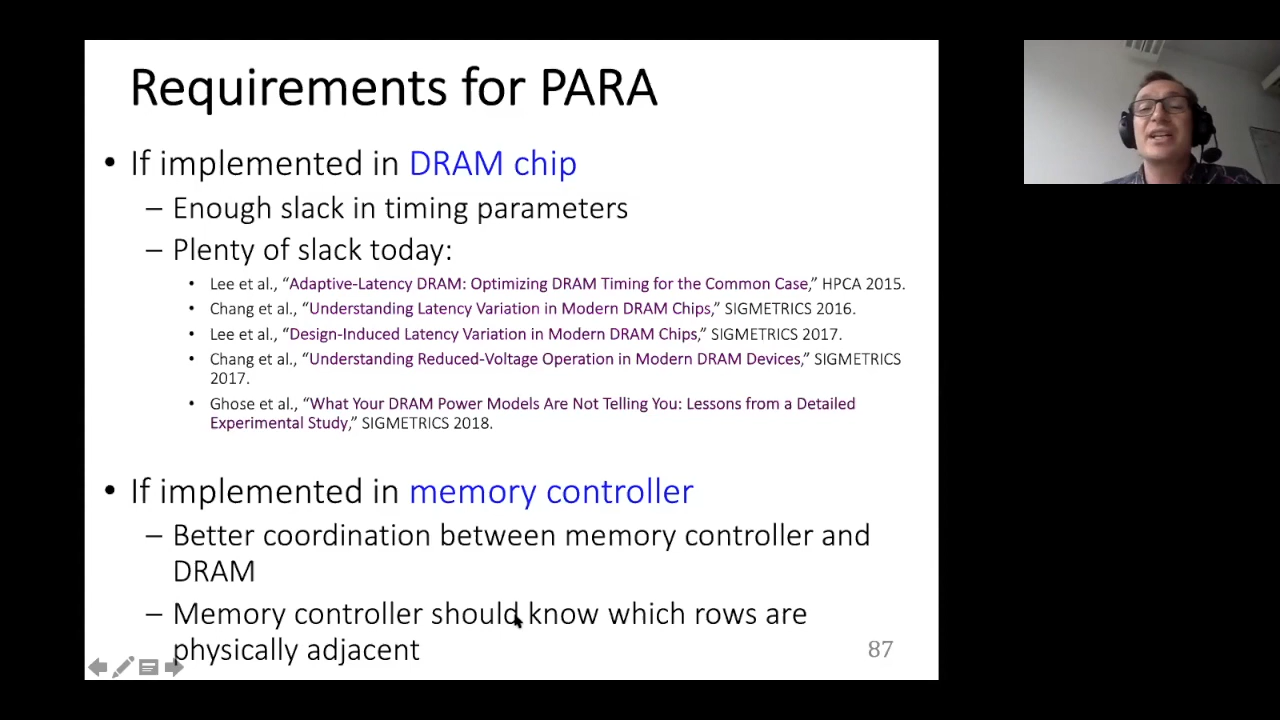 Requirements for PARA
• If implemented in DRAM chip
– Enough slack in timing parameters
– Plenty of slack today:
• Lee et al., “Adaptive-Latency DRAM: Optimizing DRAM Timing for the Common Case,” HPCA 2015.
• Chang et al., “Understanding Latency Variation in Modern DRAM Chips,” SIGMETRICS 2016.
• Lee et al., “Design-Induced Latency Variation in Modern DRAM Chips,” SIGMETRICS 2017.
• Chang et al., “Understanding Reduced-Voltage Operation in Modern DRAM Devices,” SIGMETRICS
2017.
• Ghose et al., “What Your DRAM Power Models Are Not Telling You: Lessons from a Detailed
Experimental Study,” SIGMETRICS 2018.
• If implemented in memory controller
– Better coordination between memory controller and
DRAM
– Memory controller should know which rows are
physically adjacent
87